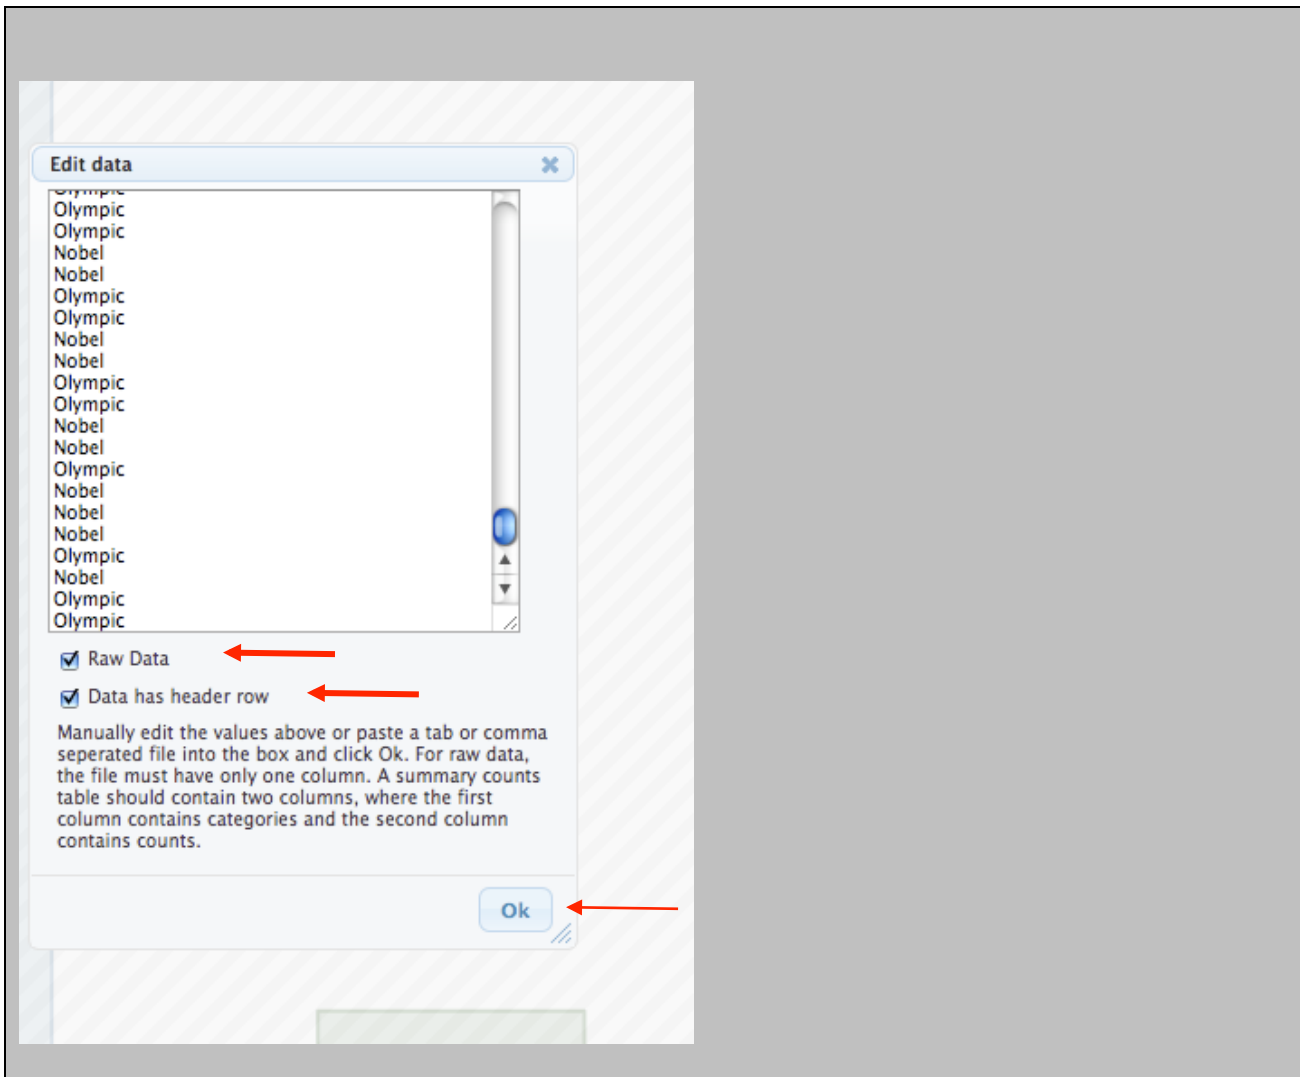 Edit data
Olympic
Olympic
Olympic
Nobel
Nobel
Olympic
Olympic
Nobel
Nobel
Olympic
Olympic
Nobel
Nobel
Olympic
Nobel
Nobel
Nobel
Olympic
Nobel
Olympic
Olympic
Raw Data
Data has header row
Manually edit the values above or paste a tab or comma
seperated file into the box and click Ok. For raw data,
the file must have only one column. A summary counts
table should contain two columns, where the first
column contains categories and the second column
contains counts.
Ok